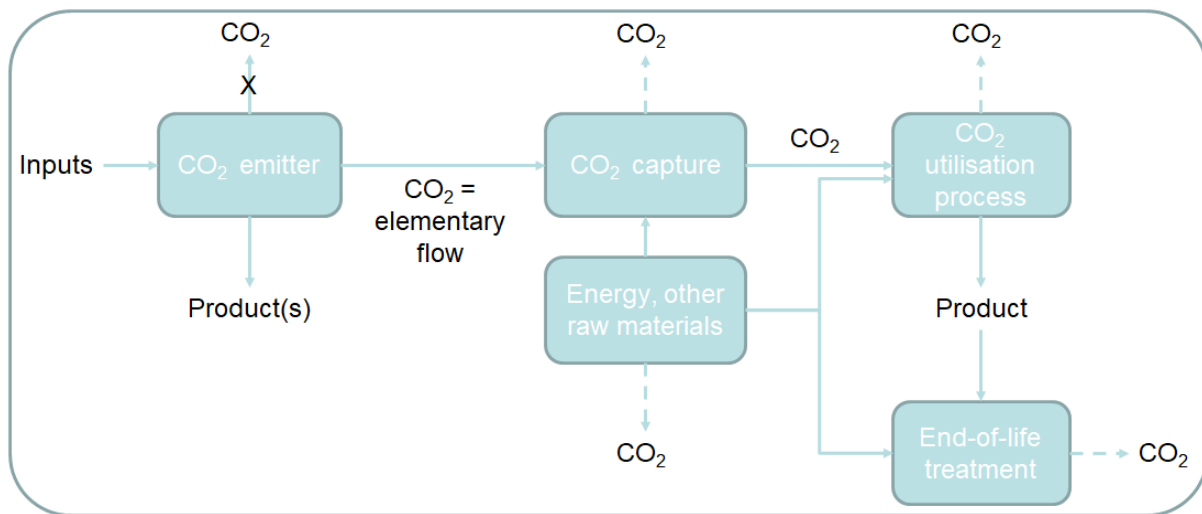 CO₂
CO₂
CO₂
X
Inputs
CO₂ emitter
CO₂ =
elementary
flow
CO₂ capture
CO₂
CO₂
utilisation
process
Product(s)
Energy, other
raw materials
Product
CO₂
End-of-life
treatment
CO₂